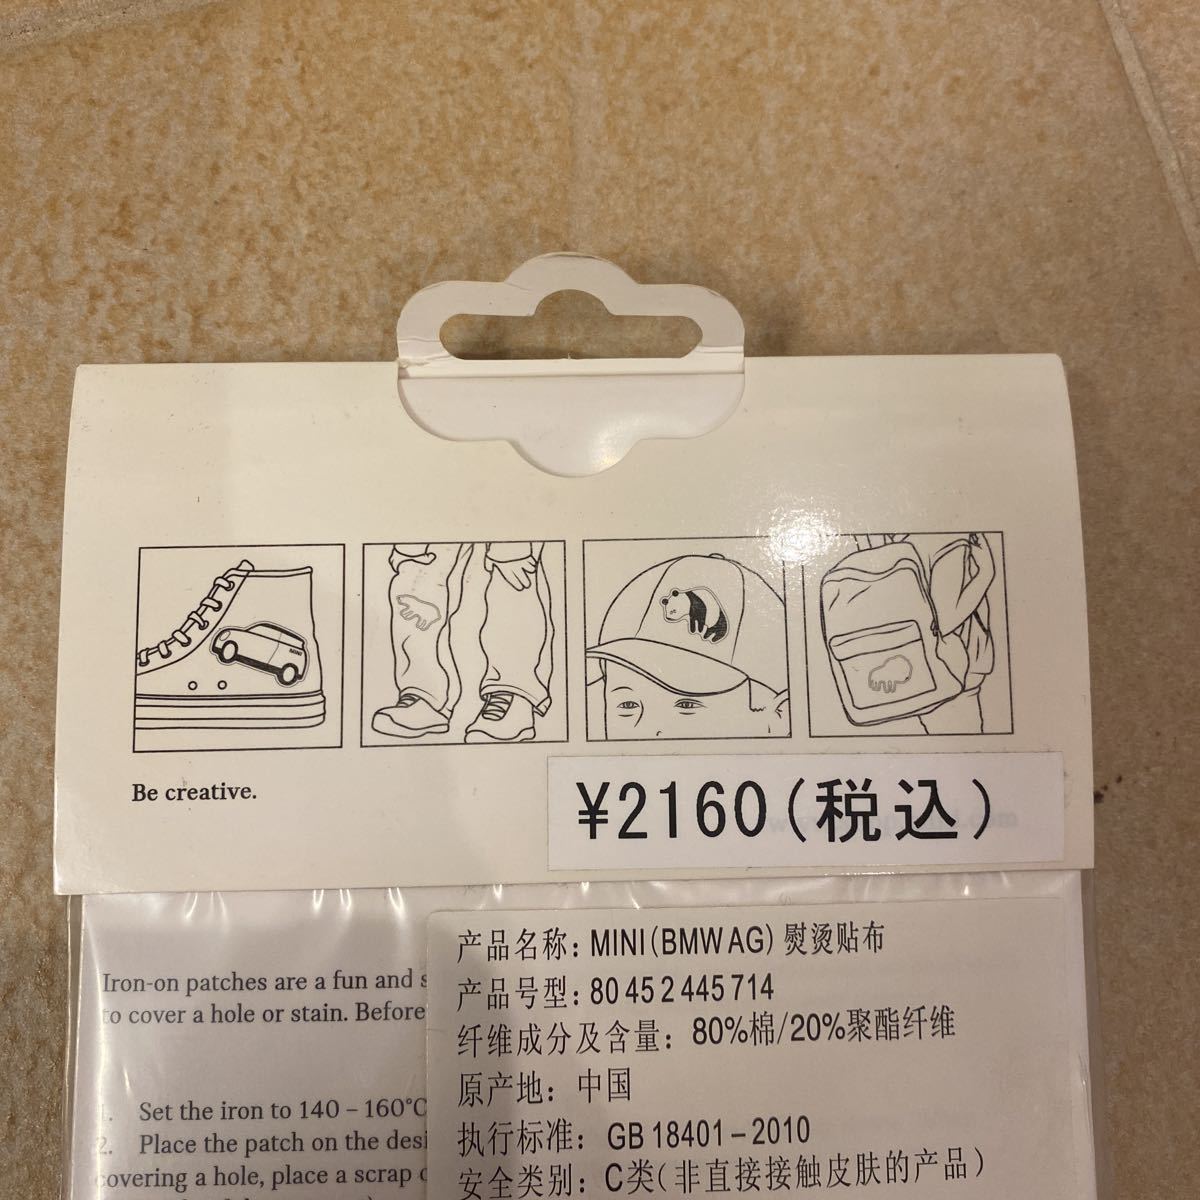 MINI
Be creative.
¥2160(税込)
Iron-on patches are a fun and
to cover a hole or stain. Before
1. Set the iron to 140 – 160°C
2. Place the patch on the desi
covering a hole, place a scrap
产品名称: MINI(BMW AG) 熨烫贴布
产品号型: 80 45 2 445 714
纤维成分及含量: 80%棉/20%聚酯纤维
原产地: 中国
执行标准: GB 18401–2010
安全类别: C类(非直接接触皮肤的产品)